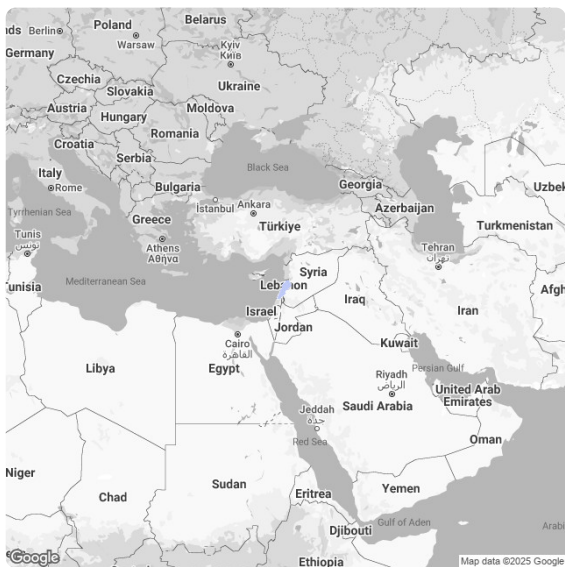 Belarus
nds
Berlin
Poland
Warsaw
Germany
Kyiv
Київ
Czechia
Slovakia
Ukraine
Austria
Hungary
Moldova
Croatia
Romania
Serbia
Italy
Rome
Black Sea
Bulgaria
Georgia
Uzbek
Tyrrhenian Sea
Istanbul
Ankara
Azerbaijan
Greece
Türkiye
Turkmenistan
Tunis
تونس
Athens
Αθήνα
Tehran
تهران
Mediterranean Sea
Syria
Tunisia
Lebanon
Iraq
Iran
Afgh
Israel
Jordan
Cairo
القاهرة
Kuwait
Libya
Egypt
Persian Gulf
Riyadh
الرياض
United Arab
Emirates
Jeddah
جدة
Saudi Arabia
Red Sea
Oman
Niger
Chad
Sudan
Eritrea
Yemen
Djibouti
Gulf of Aden
Arabi
Ethiopia
Google
Map data ©2025 Google